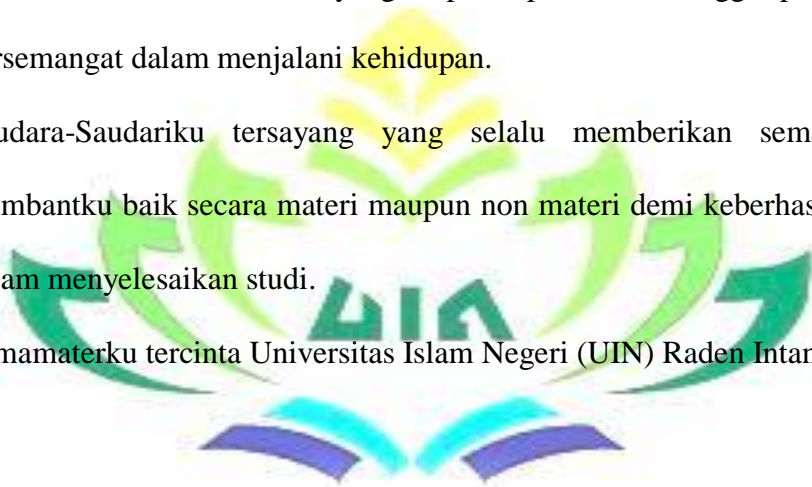 rsemangat dalam menjalani kehidupan.
udara-Saudariku tersayang yang selalu memberikan sem
mbantku baik secara materi maupun non materi demi keberhas
am menyelesaikan studi.
UIN
mamaterku tercinta Universitas Islam Negeri (UIN) Raden Intan